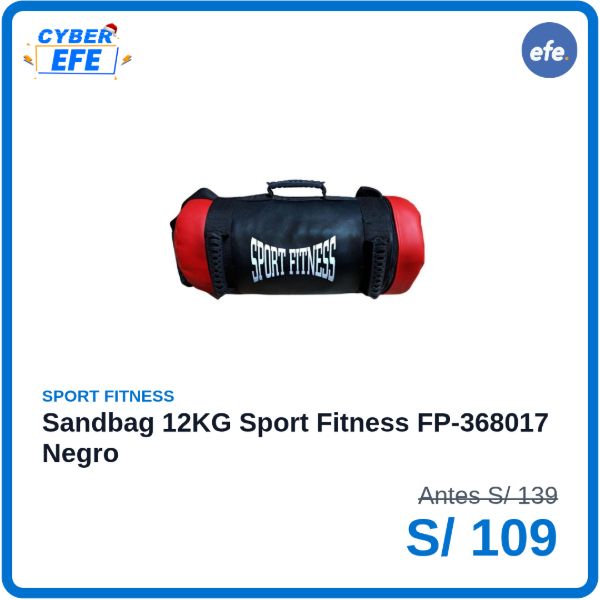 CYBER
EFE
efe.
SPORT FITNESS
SPORT FITNESS
Sandbag 12KG Sport Fitness FP-368017
Negro
Antes S/ 139
S/ 109